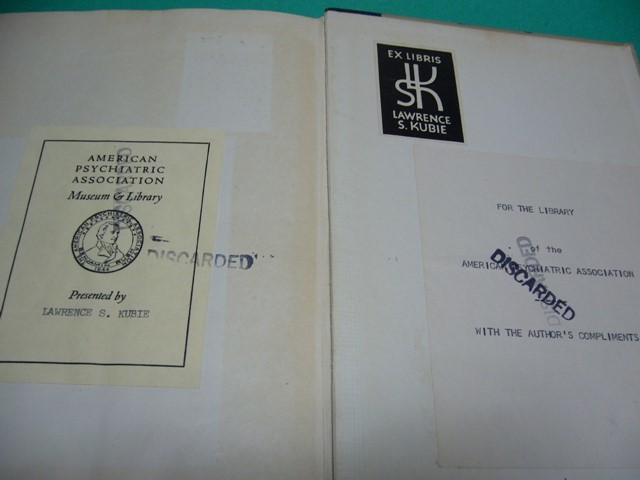 AMERICAN
PSYCHIATRIC
ASSOCIATION
Museum & Library
DISCARDED
Presented by
LAWRENCE S. KUBIE
EX LIBRIS
LSK
LAWRENCE
S. KUBIE
FOR THE LIBRARY
of the
AMERICAN PSYCHIATRIC ASSOCIATION
DISCARDED
WITH THE AUTHOR'S COMPLIMENTS